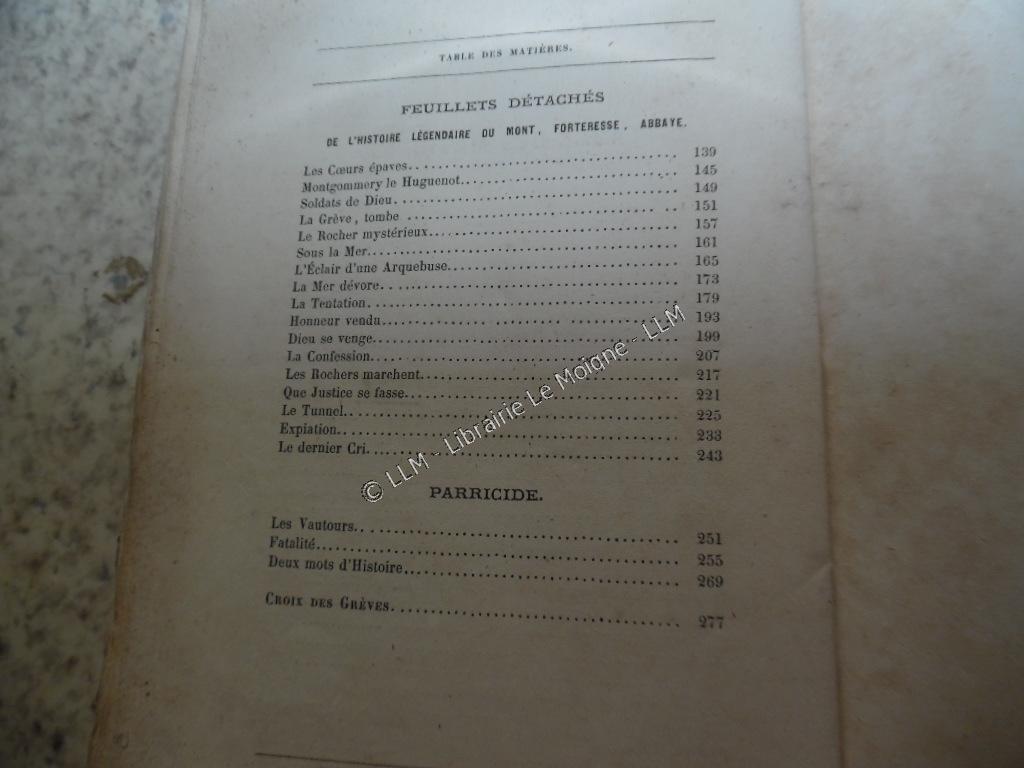 TABLE DES MATIÈRES.
FEUILLETS DÉTACHÉS
DE L'HISTOIRE LÉGENDAIRE DU MONT, FORTERESSE, ABBAYE.
Les Cœurs épaves.. 139
Montgommery le Huguenot.. 145
Soldats de Dieu. 149
La Grève, tombe 151
Le Rocher mystérieux. 157
Sous la Mer. 161
L'Éclair d'une Arquebuse. 165
La Mer dévore. 173
La Tentation. 179
Honneur vendu. 193
Dieu se venge. 199
La Confession. 207
Les Rochers marchent. 217
Que Justice se fasse. 221
Le Tunnel. 225
Expiation. 233
Le dernier Cri. 243
PARRICIDE.
Les Vautours. 251
Fatalité. 255
Deux mots d'Histoire. 269
CROIX DES GRÈVES. 277
© LLM - Librairie Le Moigne - LLM